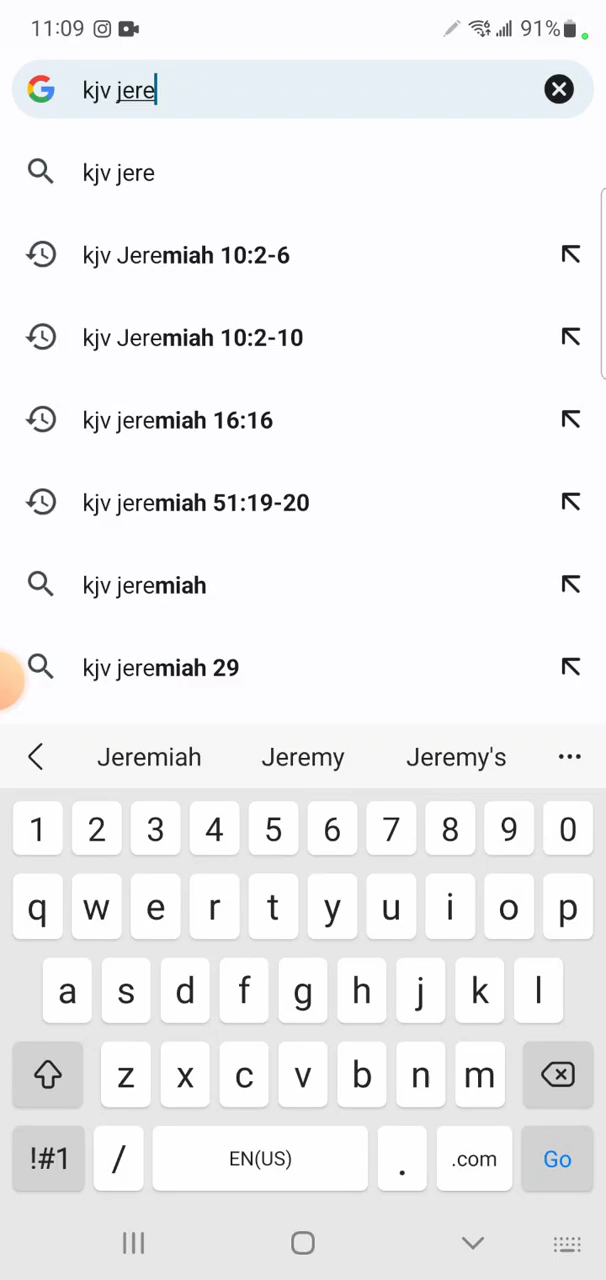 11:09 91%
kjv jere
kjv jere
kjv Jeremiah 10:2-6
kjv Jeremiah 10:2-10
kjv jeremiah 16:16
kjv jeremiah 51:19-20
kjv jeremiah
kjv jeremiah 29
Jeremiah Jeremy Jeremy's ...
1 2 3 4 5 6 7 8 9 0
q w e r t y u i o p
a s d f g h j k l
z x c v b n m
!#1 / EN(US) . .com Go